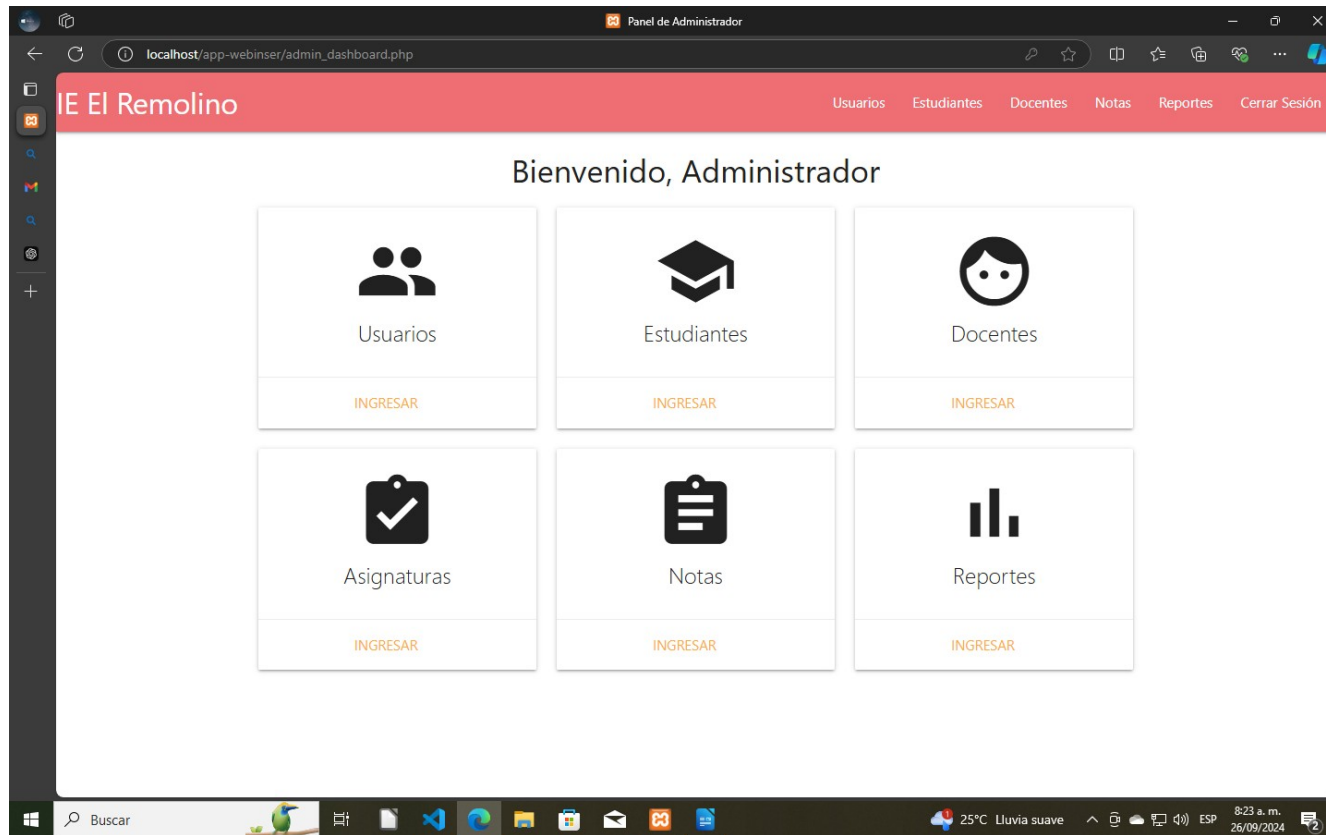 Panel de Administrador
localhost/app-webinser/admin_dashboard.php
IE El Remolino
Usuarios Estudiantes Docentes Notas Reportes Cerrar Sesión
Bienvenido, Administrador
Usuarios Estudiantes Docentes
INGRESAR INGRESAR INGRESAR
Asignaturas Notas Reportes
INGRESAR INGRESAR INGRESAR
Buscar
25°C Lluvia suave
ESP
8:23 a. m.
26/09/2024
2